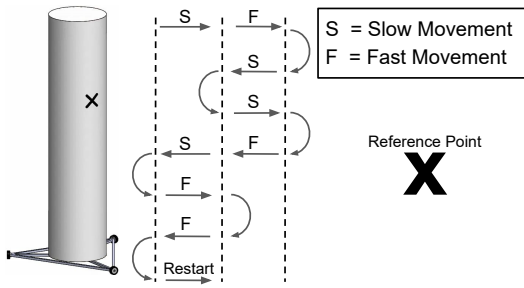 S F
S = Slow Movement
F = Fast Movement
S
S
S F
F
F
Restart
Reference Point
X
X